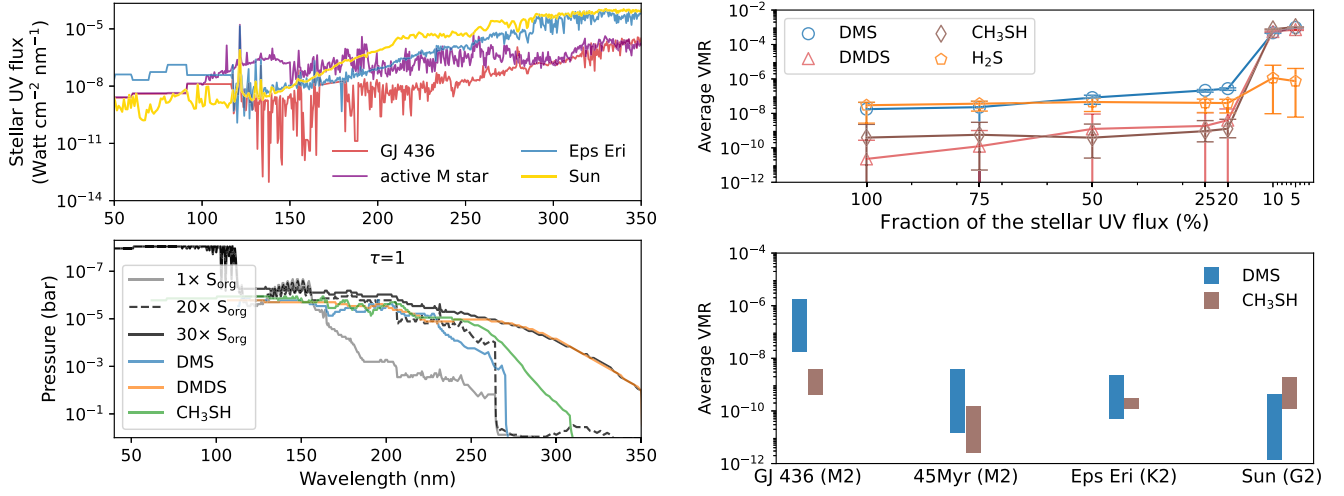 Stellar UV flux
(Watt cm⁻² nm⁻¹)
10⁻⁵
10⁻⁸
10⁻¹¹
10⁻¹⁴
GJ 436
active M star
Eps Eri
Sun
50 100 150 200 250 300 350
Pressure (bar)
10⁻⁷
10⁻⁵
10⁻³
10⁻¹
τ=1
1× S_org
20× S_org
30× S_org
DMS
DMDS
CH₃SH
50 100 150 200 250 300 350
Wavelength (nm)
Average VMR
10⁻²
10⁻⁴
10⁻⁶
10⁻⁸
10⁻¹⁰
10⁻¹²
DMS
DMDS
CH₃SH
H₂S
100 75 50 25 20 10 5
Fraction of the stellar UV flux (%)
Average VMR
10⁻⁴
10⁻⁶
10⁻⁸
10⁻¹⁰
10⁻¹²
DMS
CH₃SH
GJ 436 (M2) 45Myr (M2) Eps Eri (K2) Sun (G2)